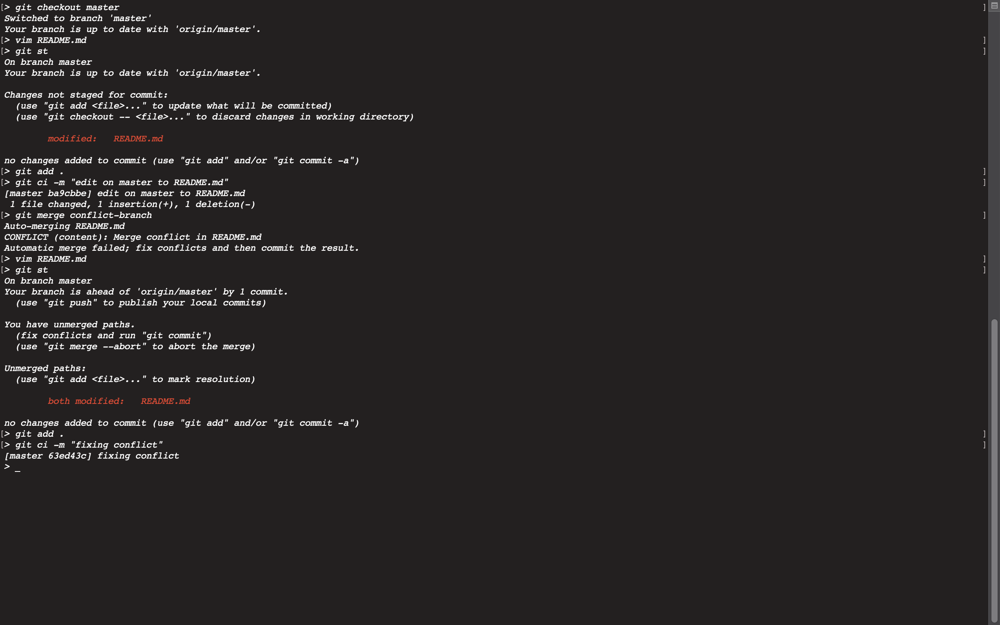 [> git checkout master ]
Switched to branch 'master'
Your branch is up to date with 'origin/master'.
[> vim README.md ]
[> git st ]
On branch master
Your branch is up to date with 'origin/master'.

Changes not staged for commit:
  (use "git add <file>..." to update what will be committed)
  (use "git checkout -- <file>..." to discard changes in working directory)

        modified:   README.md

no changes added to commit (use "git add" and/or "git commit -a")
[> git add . ]
[> git ci -m "edit on master to README.md" ]
[master ba9cbbe] edit on master to README.md
 1 file changed, 1 insertion(+), 1 deletion(-)
[> git merge conflict-branch ]
Auto-merging README.md
CONFLICT (content): Merge conflict in README.md
Automatic merge failed; fix conflicts and then commit the result.
[> vim README.md ]
[> git st ]
On branch master
Your branch is ahead of 'origin/master' by 1 commit.
  (use "git push" to publish your local commits)

You have unmerged paths.
  (fix conflicts and run "git commit")
  (use "git merge --abort" to abort the merge)

Unmerged paths:
  (use "git add <file>..." to mark resolution)

        both modified:   README.md

no changes added to commit (use "git add" and/or "git commit -a")
[> git add . ]
[> git ci -m "fixing conflict" ]
[master 63ed43c] fixing conflict
> _